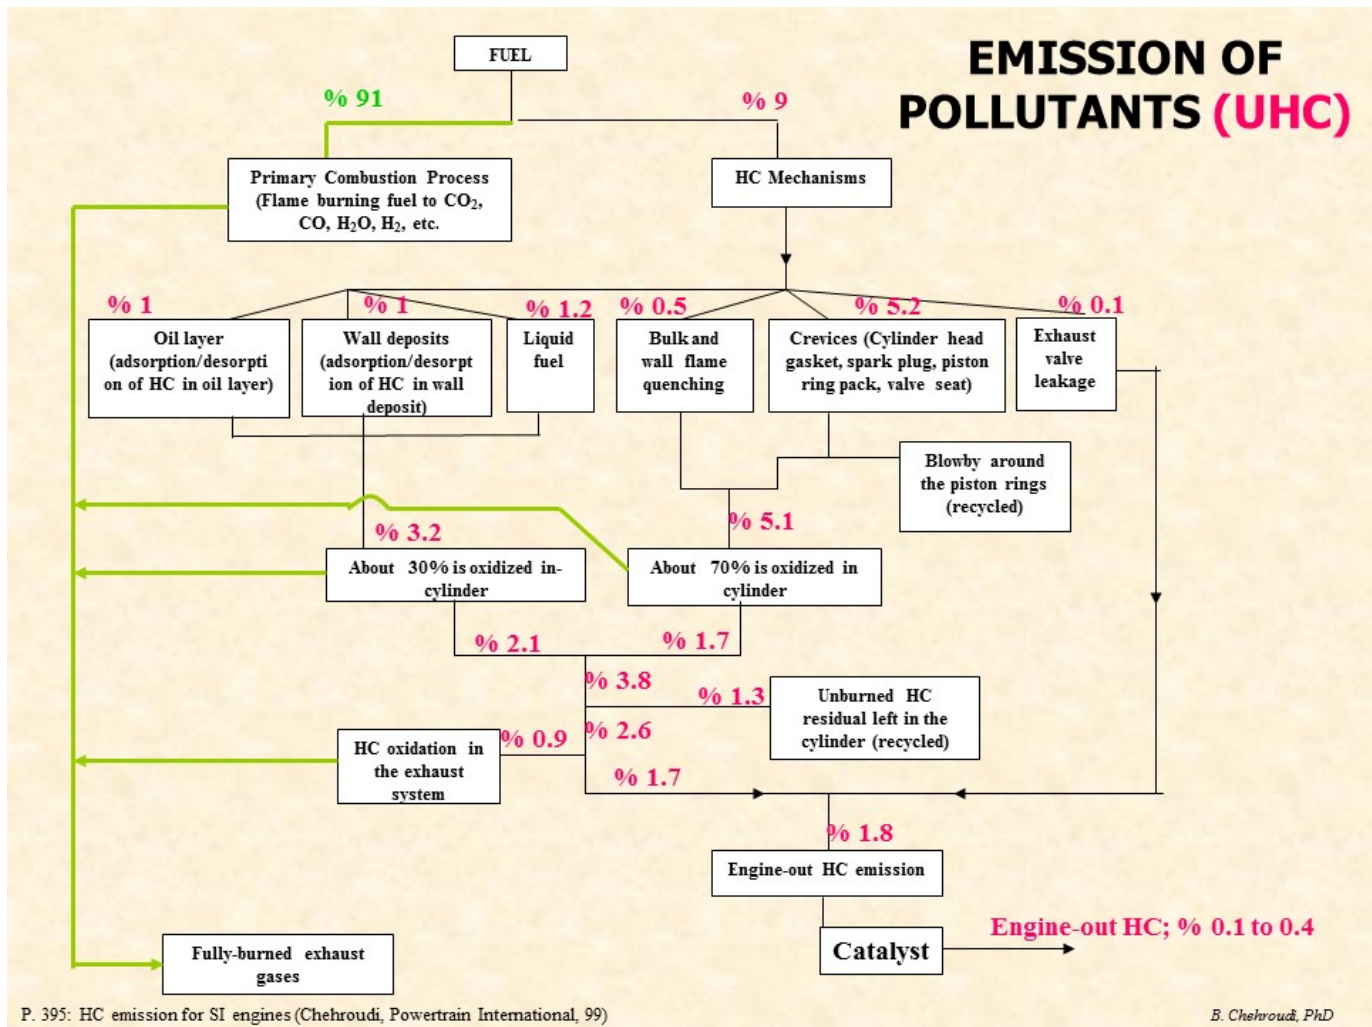 EMISSION OF
POLLUTANTS (UHC)
FUEL
% 91
% 9
Primary Combustion Process
(Flame burning fuel to CO2,
CO, H2O, H2, etc.
HC Mechanisms
% 1
% 1
% 1.2
% 0.5
% 5.2
% 0.1
Oil layer
(adsorption/desorpti
on of HC in oil layer)
Wall deposits
(adsorption/desorpt
ion of HC in wall
deposit)
Liquid
fuel
Bulk and
wall flame
quenching
Crevices (Cylinder head
gasket, spark plug, piston
ring pack, valve seat)
Exhaust
valve
leakage
Blowby around
the piston rings
(recycled)
% 3.2
% 5.1
About 30% is oxidized in-
cylinder
About 70% is oxidized in
cylinder
% 2.1
% 1.7
% 3.8
% 1.3
Unburned HC
residual left in the
cylinder (recycled)
% 2.6
% 0.9
HC oxidation in
the exhaust
system
% 1.7
% 1.8
Engine-out HC emission
Catalyst
Engine-out HC; % 0.1 to 0.4
Fully-burned exhaust
gases
P. 395: HC emission for SI engines (Chehroudi, Powertrain International, 99)
B. Chehroudi, PhD